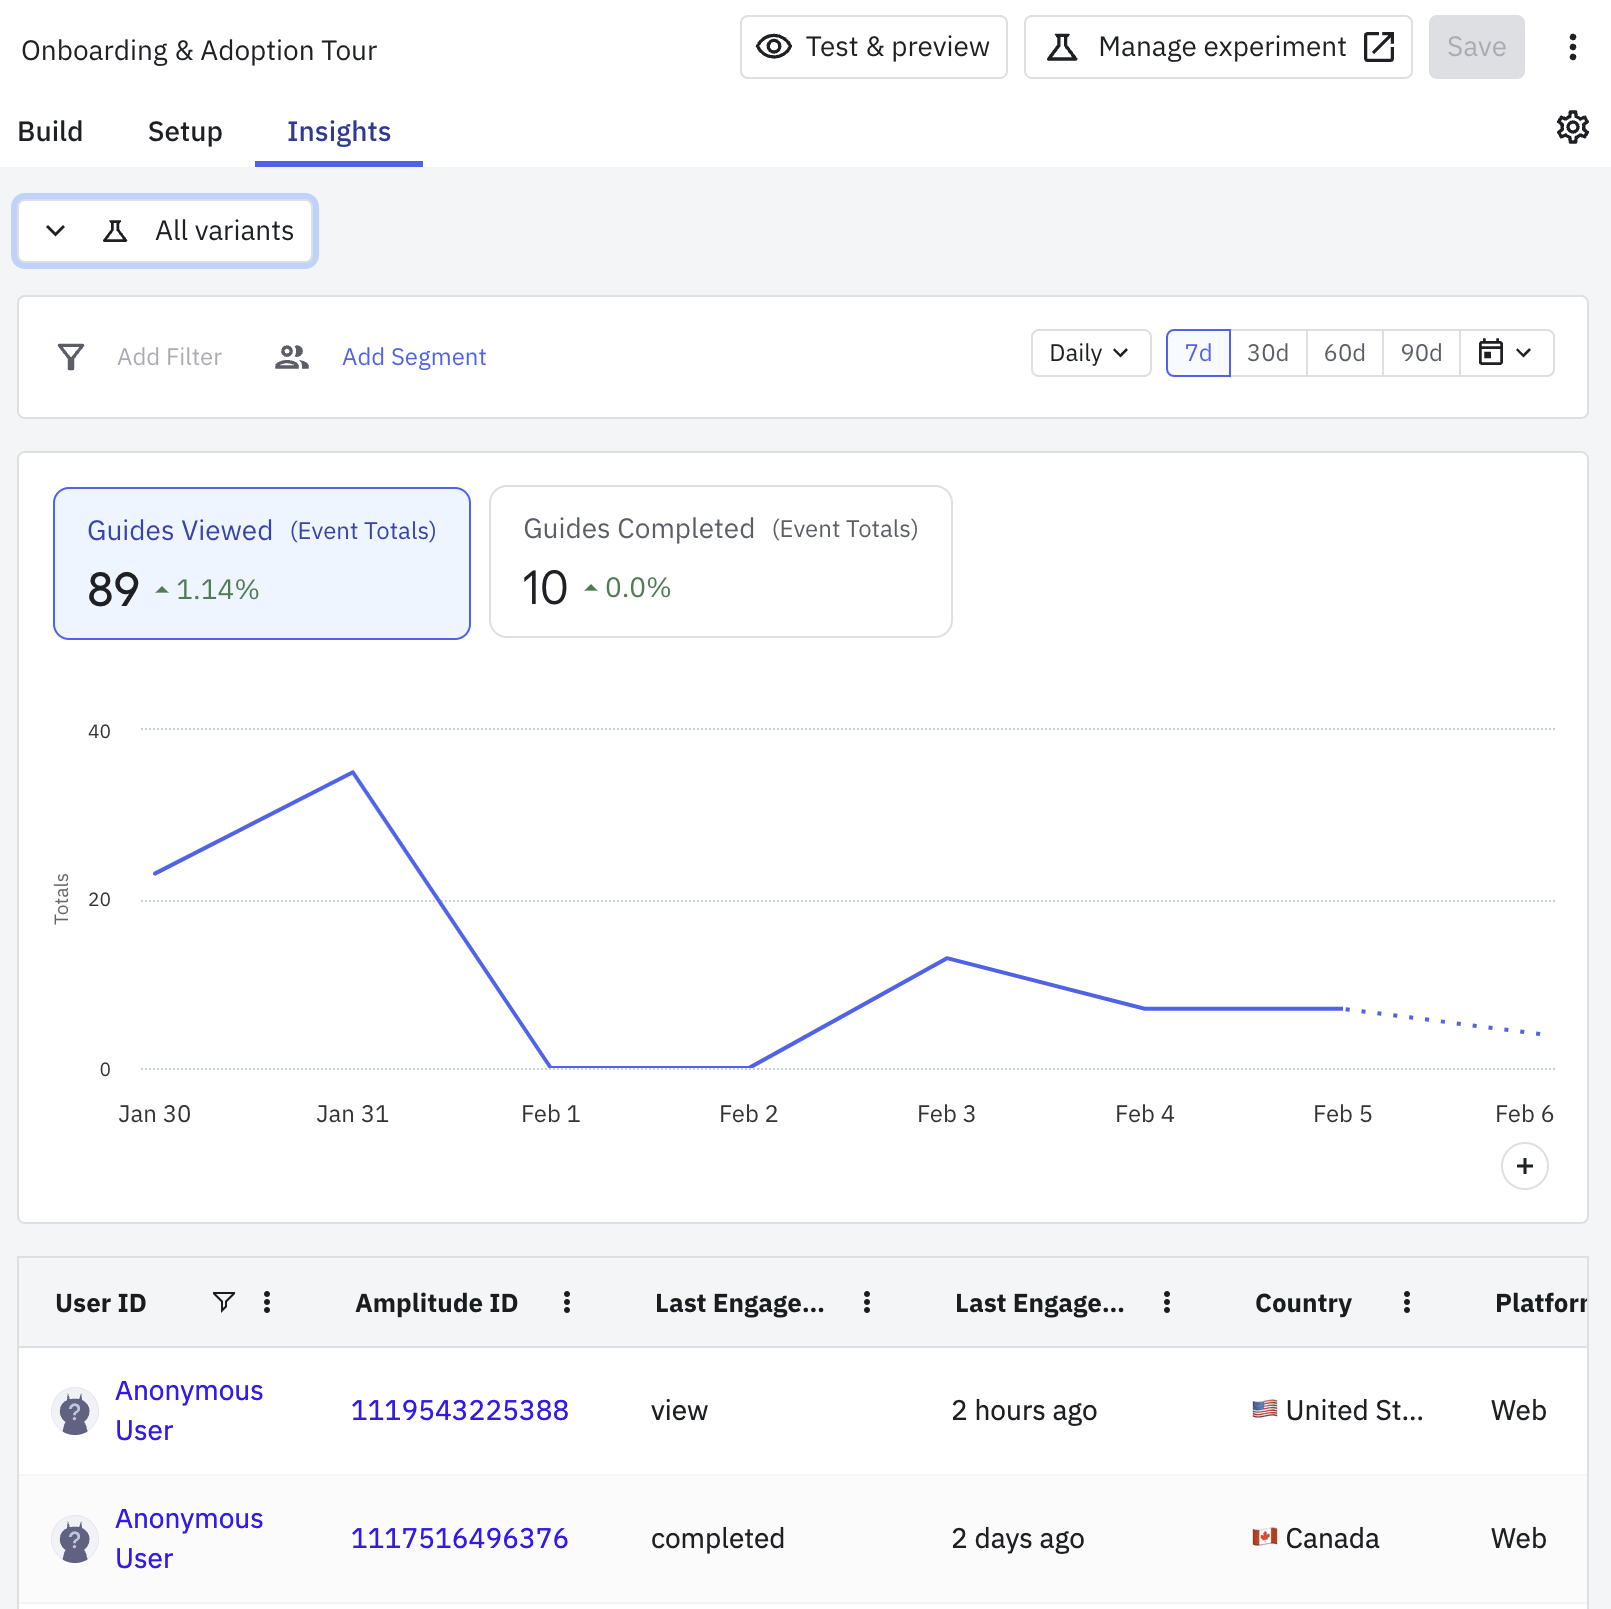 Onboarding & Adoption Tour
Test & preview
Manage experiment
Save
Build
Setup
Insights
All variants
Add Filter
Add Segment
Daily
7d
30d
60d
90d
Guides Viewed (Event Totals)
89 1.14%
Guides Completed (Event Totals)
10 0.0%
Totals
40
20
0
Jan 30
Jan 31
Feb 1
Feb 2
Feb 3
Feb 4
Feb 5
Feb 6
User ID
Amplitude ID
Last Engage...
Last Engage...
Country
Platfor
Anonymous
User
1119543225388
view
2 hours ago
United St...
Web
Anonymous
User
1117516496376
completed
2 days ago
Canada
Web